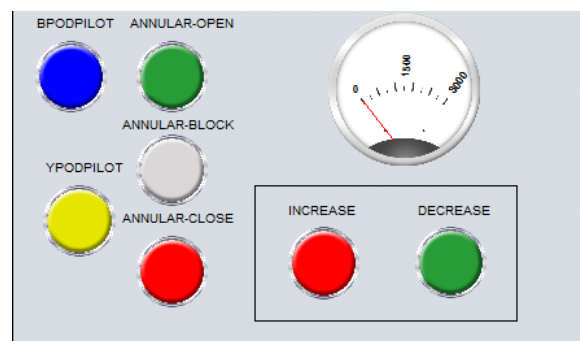 BPODPILOT ANNULAR-OPEN
0 1500 3000
ANNULAR-BLOCK
YPODPILOT
ANNULAR-CLOSE
INCREASE DECREASE